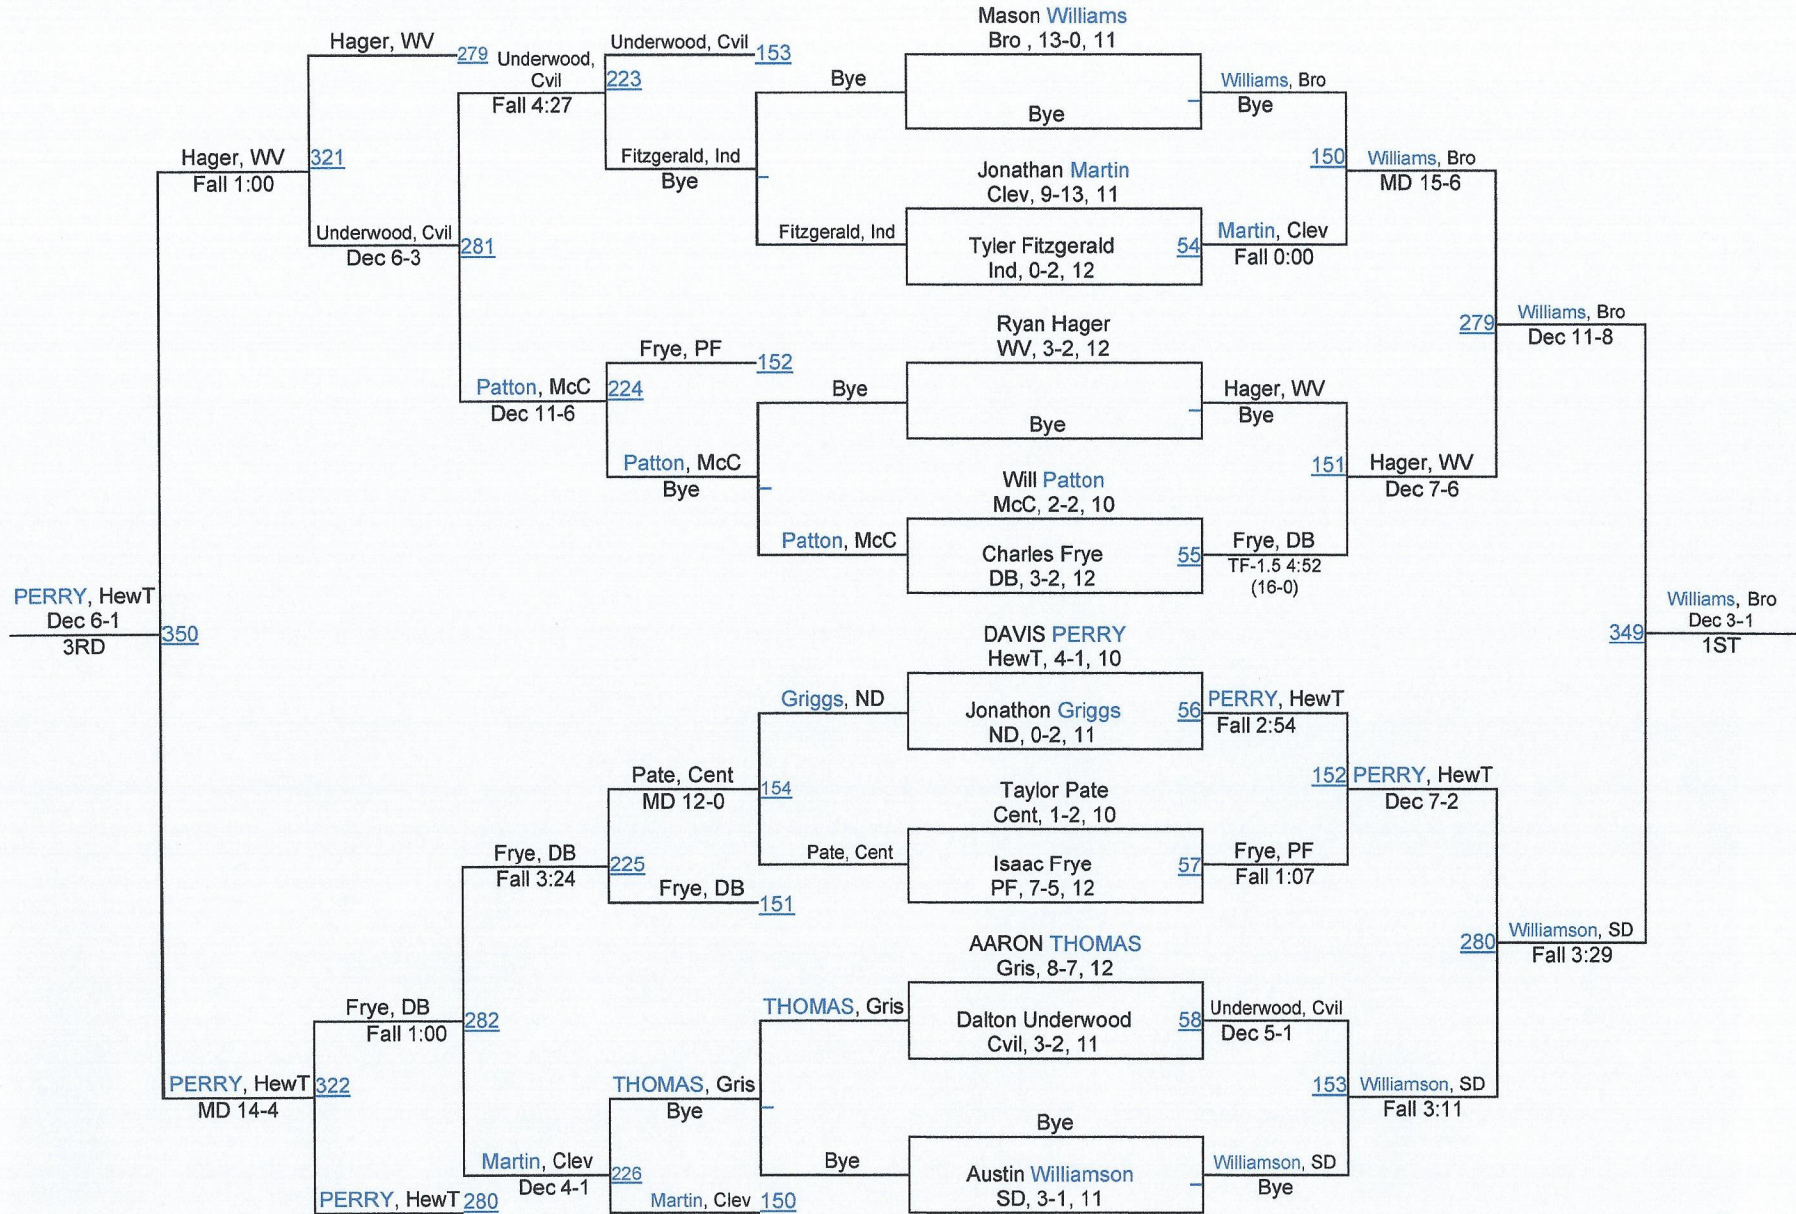 Mason Williams
Bro , 13-0, 11
Hager, WV
279
Underwood,
Cvil
Fall 4:27
Underwood, Cvil
153
223
Bye
Bye
Williams, Bro
Bye
Hager, WV
Fall 1:00
321
Fitzgerald, Ind
Bye
Jonathan Martin
Clev, 9-13, 11
150
Williams, Bro
MD 15-6
Underwood, Cvil
Dec 6-3
281
Fitzgerald, Ind
Tyler Fitzgerald
Ind, 0-2, 12
54
Martin, Clev
Fall 0:00
279
Williams, Bro
Dec 11-8
Ryan Hager
WV, 3-2, 12
Frye, PF
152
Patton, McC
Dec 11-6
224
Bye
Bye
Hager, WV
Bye
Patton, McC
Bye
Will Patton
McC, 2-2, 10
151
Hager, WV
Dec 7-6
Patton, McC
Charles Frye
DB, 3-2, 12
55
Frye, DB
TF-1.5 4:52
(16-0)
PERRY, HewT
Dec 6-1
3RD
350
349
Williams, Bro
Dec 3-1
1ST
DAVIS PERRY
HewT, 4-1, 10
Griggs, ND
Jonathon Griggs
ND, 0-2, 11
56
PERRY, HewT
Fall 2:54
Pate, Cent
MD 12-0
154
Taylor Pate
Cent, 1-2, 10
152
PERRY, HewT
Dec 7-2
Frye, DB
Fall 3:24
225
Pate, Cent
Isaac Frye
PF, 7-5, 12
57
Frye, PF
Fall 1:07
Frye, DB
151
280
Williamson, SD
Fall 3:29
AARON THOMAS
Gris, 8-7, 12
Frye, DB
Fall 1:00
282
THOMAS, Gris
Dalton Underwood
Cvil, 3-2, 11
58
Underwood, Cvil
Dec 5-1
PERRY, HewT
MD 14-4
322
THOMAS, Gris
Bye
153
Williamson, SD
Fall 3:11
Bye
Martin, Clev
Dec 4-1
226
Bye
Austin Williamson
SD, 3-1, 11
Williamson, SD
Bye
PERRY, HewT
280
Martin, Clev
150